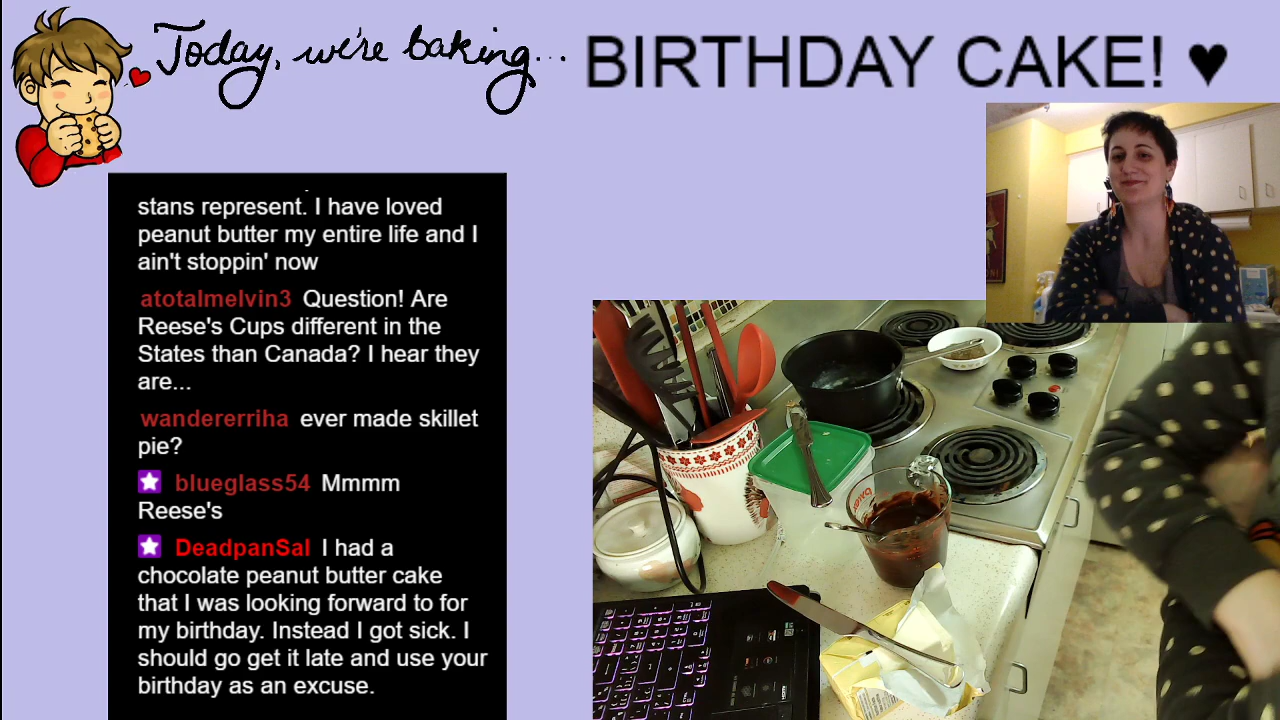 Today, we're baking... BIRTHDAY CAKE! ♥
stans represent. I have loved
peanut butter my entire life and I
ain't stoppin' now
atotalmelvin3 Question! Are
Reese's Cups different in the
States than Canada? I hear they
are...
wandererriha ever made skillet
pie?
blueglass54 Mmmm
Reese's
DeadpanSal I had a
chocolate peanut butter cake
that I was looking forward to for
my birthday. Instead I got sick. I
should go get it late and use your
birthday as an excuse.